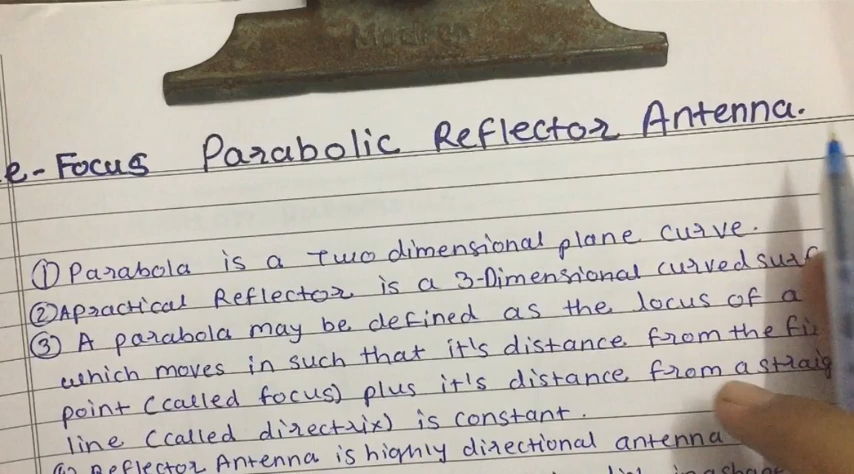 e-Focus Parabolic Reflector Antenna.
① Parabola is a Two dimensional plane curve.
② A practical Reflector is a 3-Dimensional curved
③ A parabola may be defined as the locus of a
which moves in such that it's distance from the
point (called focus) plus it's distance from a
line (called directrix) is constant.
Reflector Antenna is highly directional antenna